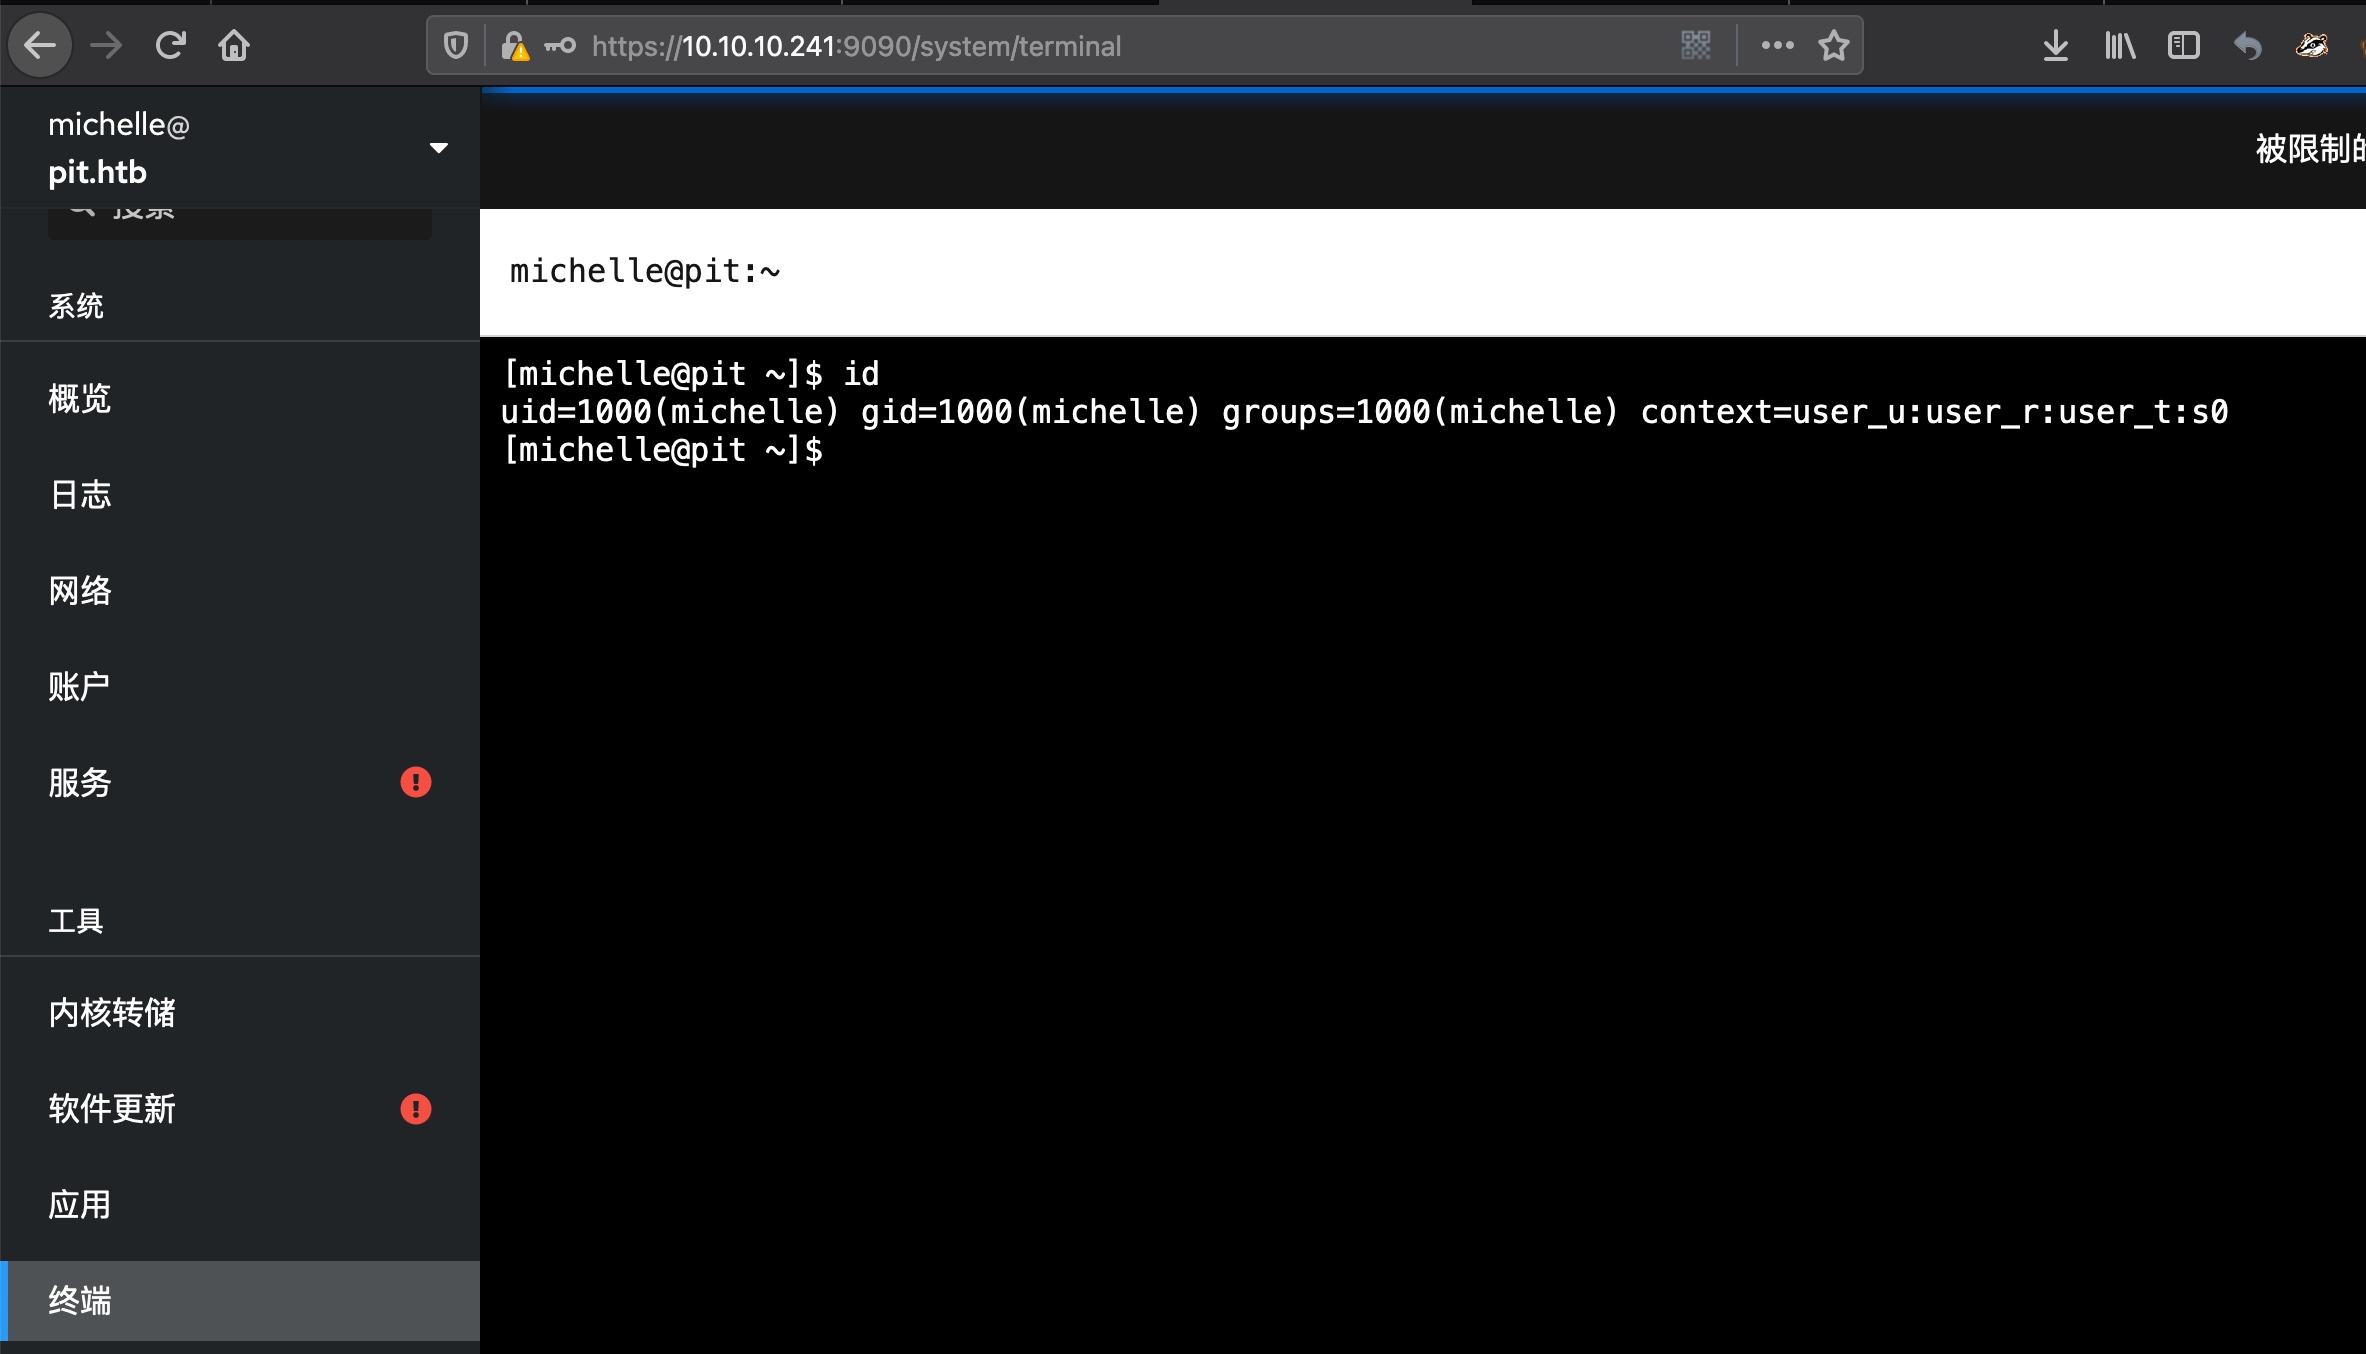 https://10.10.10.241:9090/system/terminal
michelle@
pit.htb
被限制的
搜索
michelle@pit:~
系统
概览
日志
网络
账户
服务
工具
内核转储
软件更新
应用
终端
[michelle@pit ~]$ id
uid=1000(michelle) gid=1000(michelle) groups=1000(michelle) context=user_u:user_r:user_t:s0
[michelle@pit ~]$